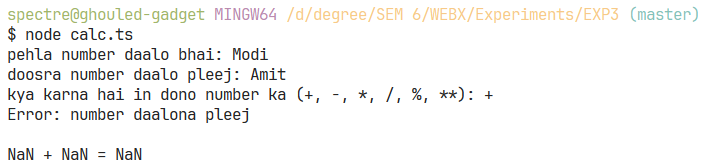 spectre@ghouled-gadget MINGW64 /d/degree/SEM 6/WEBX/Experiments/EXP3 (master)
$ node calc.ts
pehla number daalo bhai: Modi
doosra number daalo pleej: Amit
kya karna hai in dono number ka (+, -, *, /, %, **): +
Error: number daalona pleej
NaN + NaN = NaN